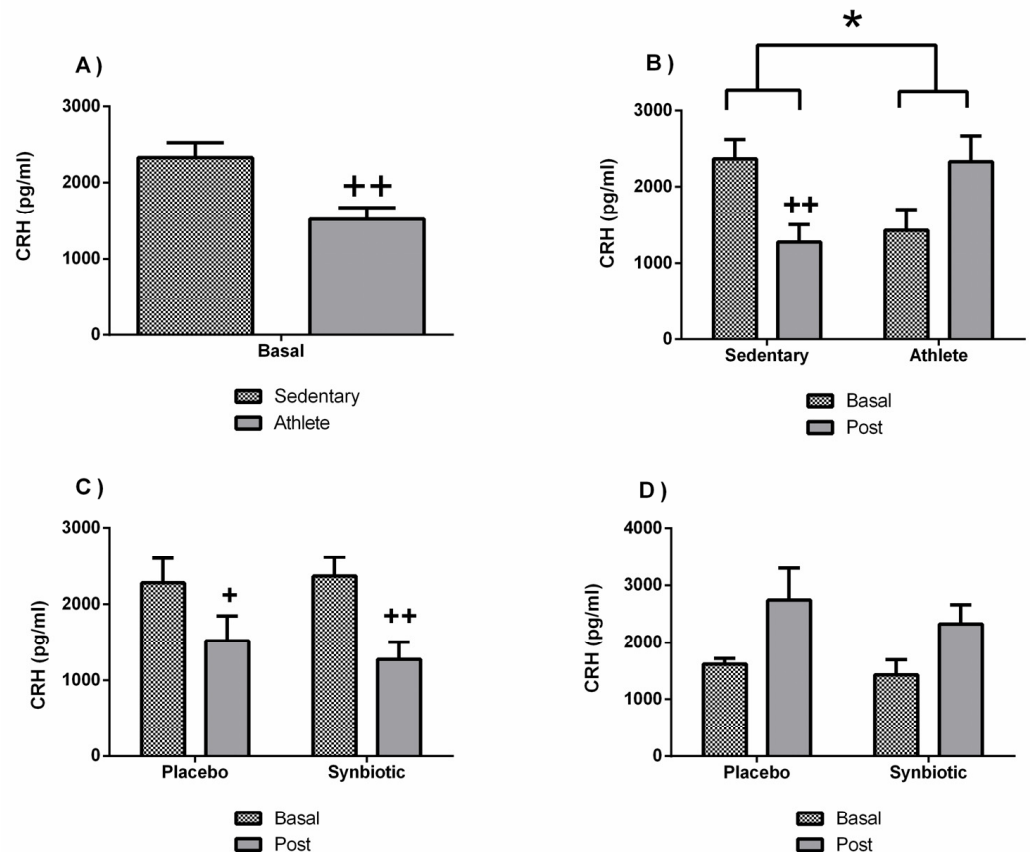 A)
CRH (pg/ml)
3000
2000
1000
0
++
Basal
Sedentary
Athlete
B)
*
CRH (pg/ml)
3000
2000
1000
0
++
Sedentary
Athlete
Basal
Post
C)
CRH (pg/ml)
3000
2000
1000
0
+
++
Placebo
Synbiotic
Basal
Post
D)
CRH (pg/ml)
4000
3000
2000
1000
0
Placebo
Synbiotic
Basal
Post